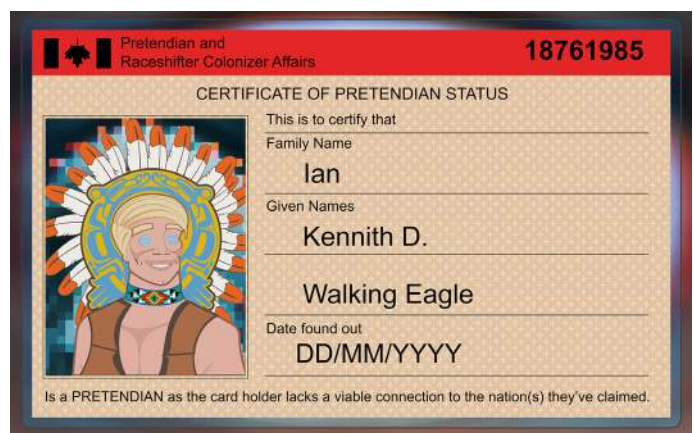 Pretendian and
Raceshifter Colonizer Affairs
18761985
CERTIFICATE OF PRETENDIAN STATUS
This is to certify that
Family Name
Ian
Given Names
Kennith D.
Walking Eagle
Date found out
DD/MM/YYYY
Is a PRETENDIAN as the card holder lacks a viable connection to the nation(s) they've claimed.